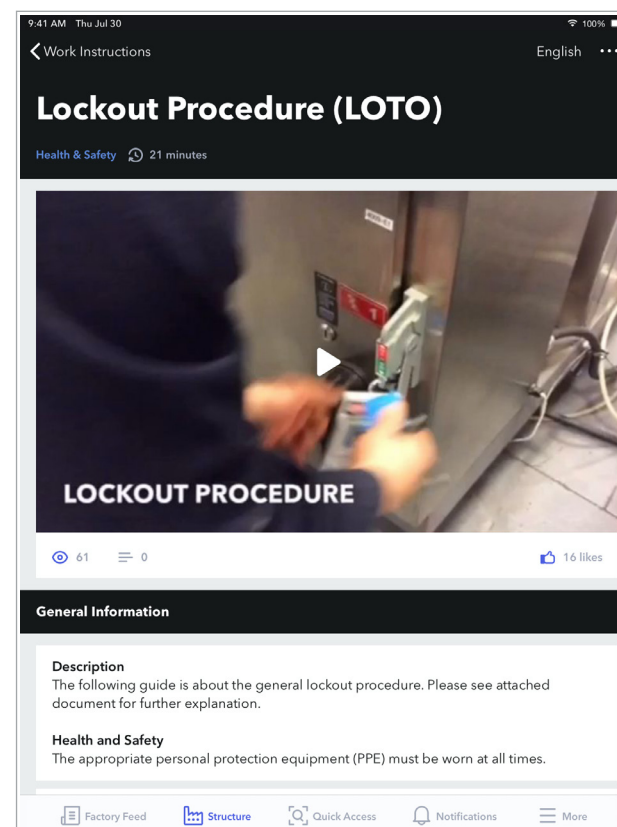 9:41 AM Thu Jul 30
100%
Work Instructions
English
Lockout Procedure (LOTO)
Health & Safety
21 minutes
LOCKOUT PROCEDURE
61
0
16 likes
General Information
Description
The following guide is about the general lockout procedure. Please see attached
document for further explanation.
Health and Safety
The appropriate personal protection equipment (PPE) must be worn at all times.
Factory Feed
Structure
Quick Access
Notifications
More